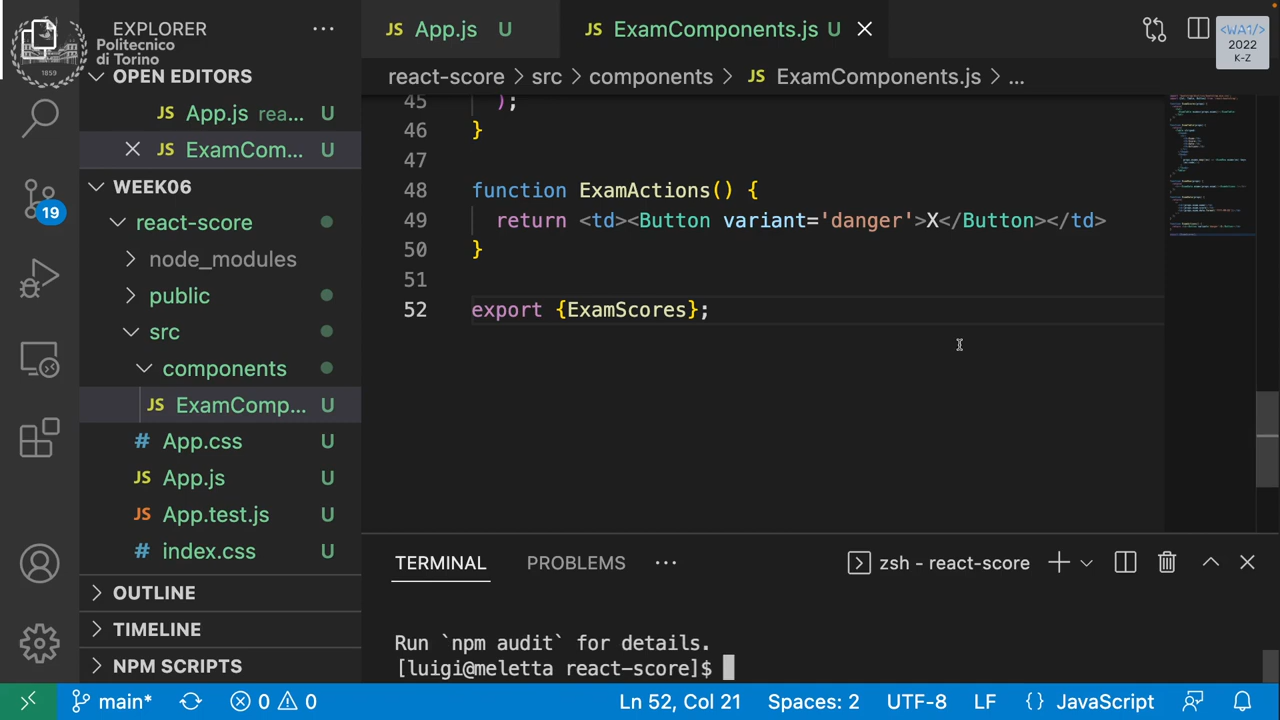 EXPLORER
Politecnico
di Torino
1859
OPEN EDITORS
JS App.js rea... U
JS ExamCom... U
WEEK06
react-score
node_modules
public
src
components
JS ExamComp... U
# App.css U
JS App.js U
JS App.test.js U
# index.css U
OUTLINE
TIMELINE
NPM SCRIPTS
19
JS App.js U
JS ExamComponents.js U
<WA1/>
2022
K-Z
react-score > src > components > JS ExamComponents.js > ...
45 );
46 }
47
48 function ExamActions() {
49 return <td><Button variant='danger'>X</Button></td>
50 }
51
52 export {ExamScores};
TERMINAL PROBLEMS ... zsh - react-score
Run `npm audit` for details.
[luigi@meletta react-score]$
main* 0 0 Ln 52, Col 21 Spaces: 2 UTF-8 LF {} JavaScript